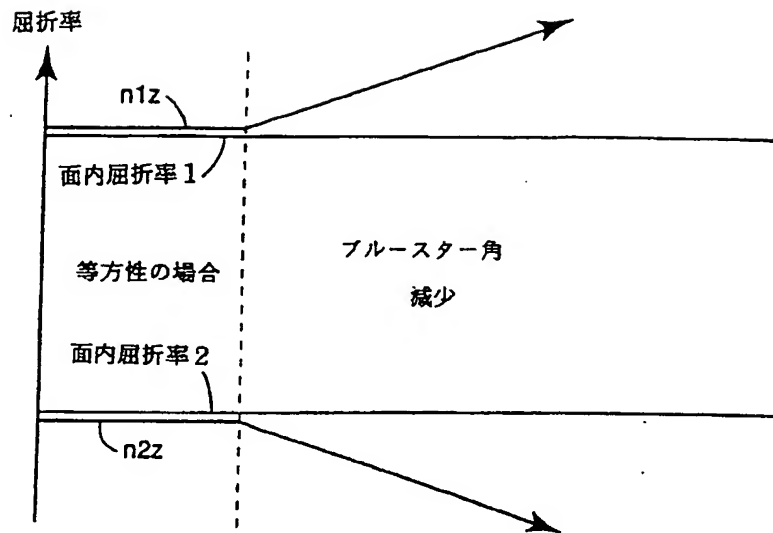 屈折率
n1z
面内屈折率1
等方性の場合
ブルースター角
減少
面内屈折率2
n2z